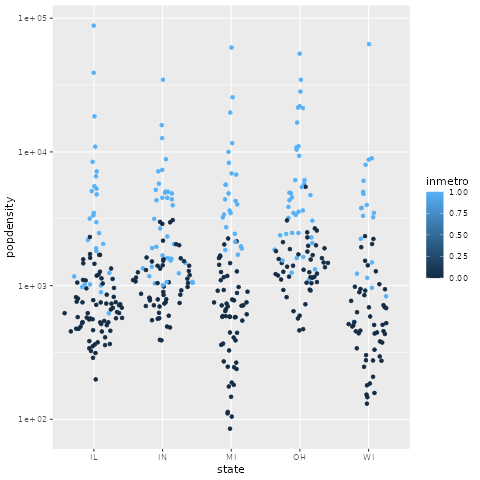 1e+05
1e+04
1e+03
1e+02
popdensity
IL IN MI OH WI
state
inmetro
1.00
0.75
0.50
0.25
0.00